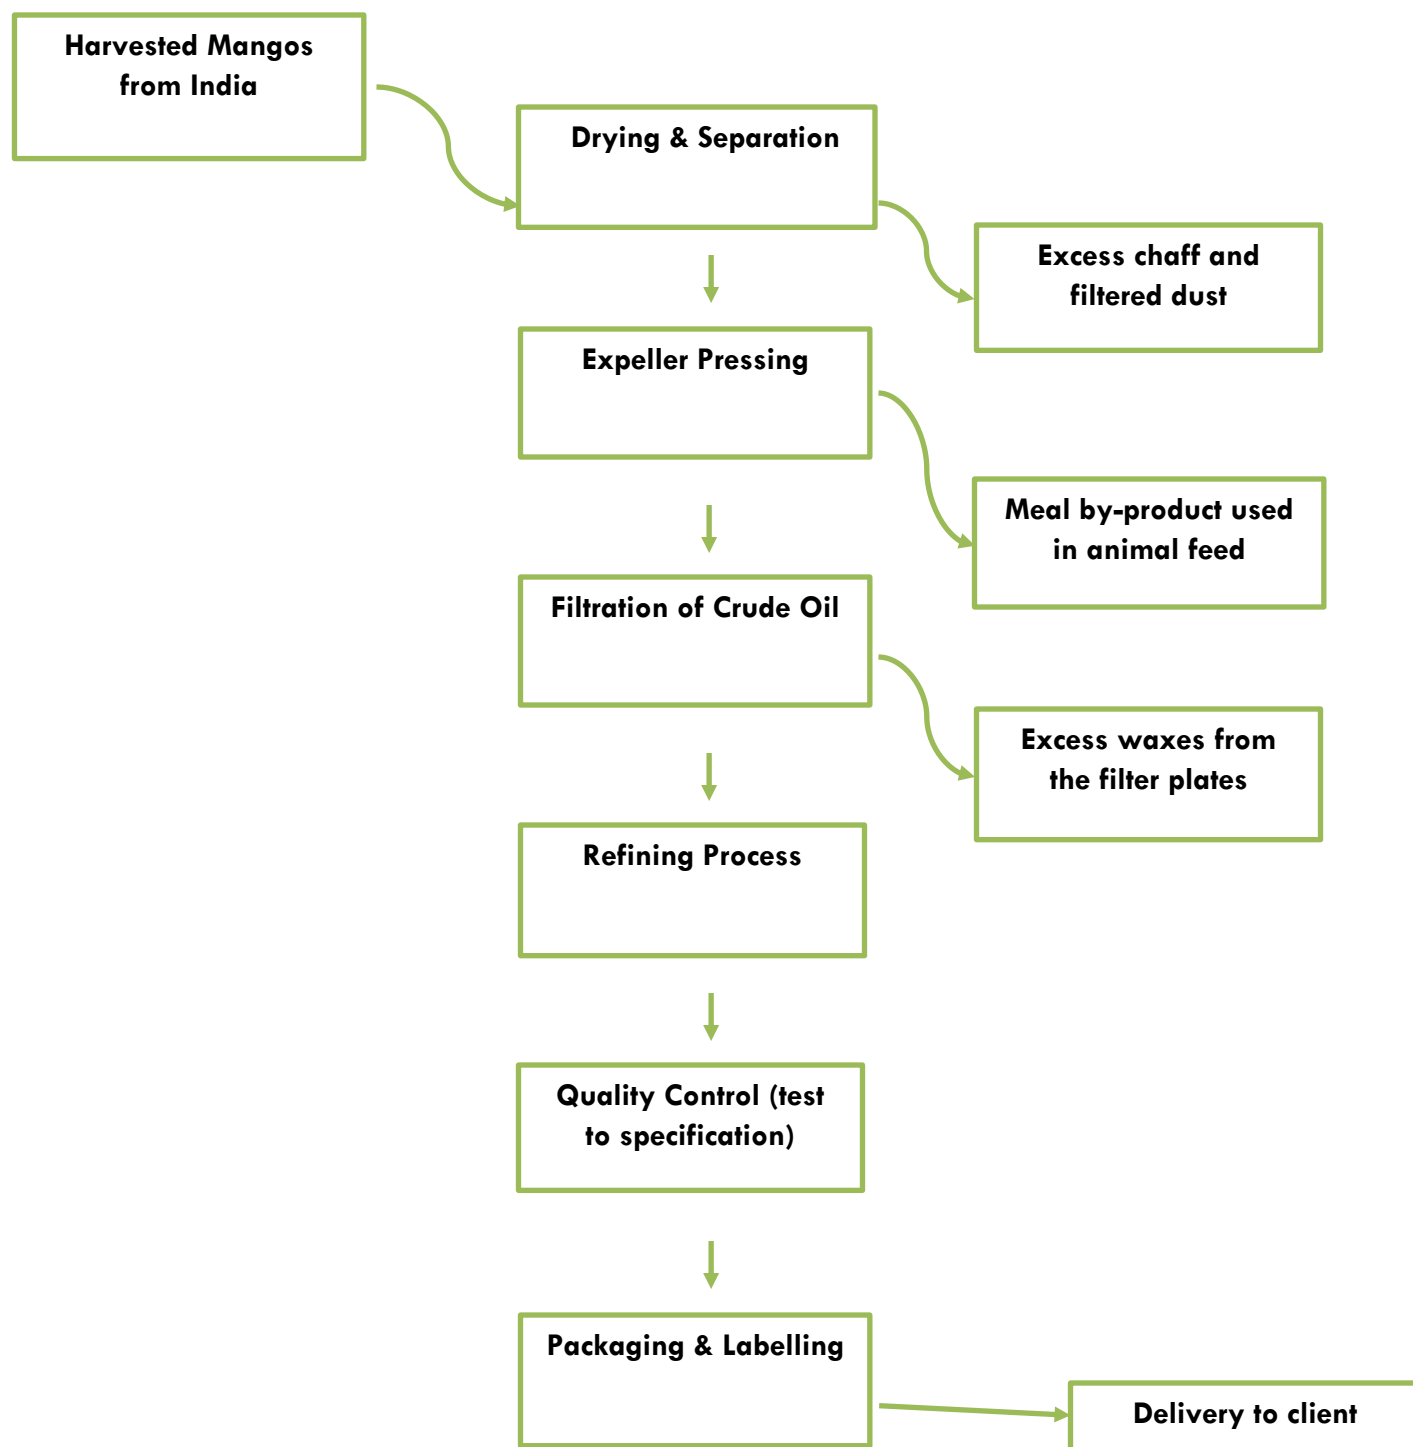 Harvested Mangos
from India
Drying & Separation
Excess chaff and
filtered dust
Expeller Pressing
Meal by-product used
in animal feed
Filtration of Crude Oil
Excess waxes from
the filter plates
Refining Process
Quality Control (test
to specification)
Packaging & Labelling
Delivery to client